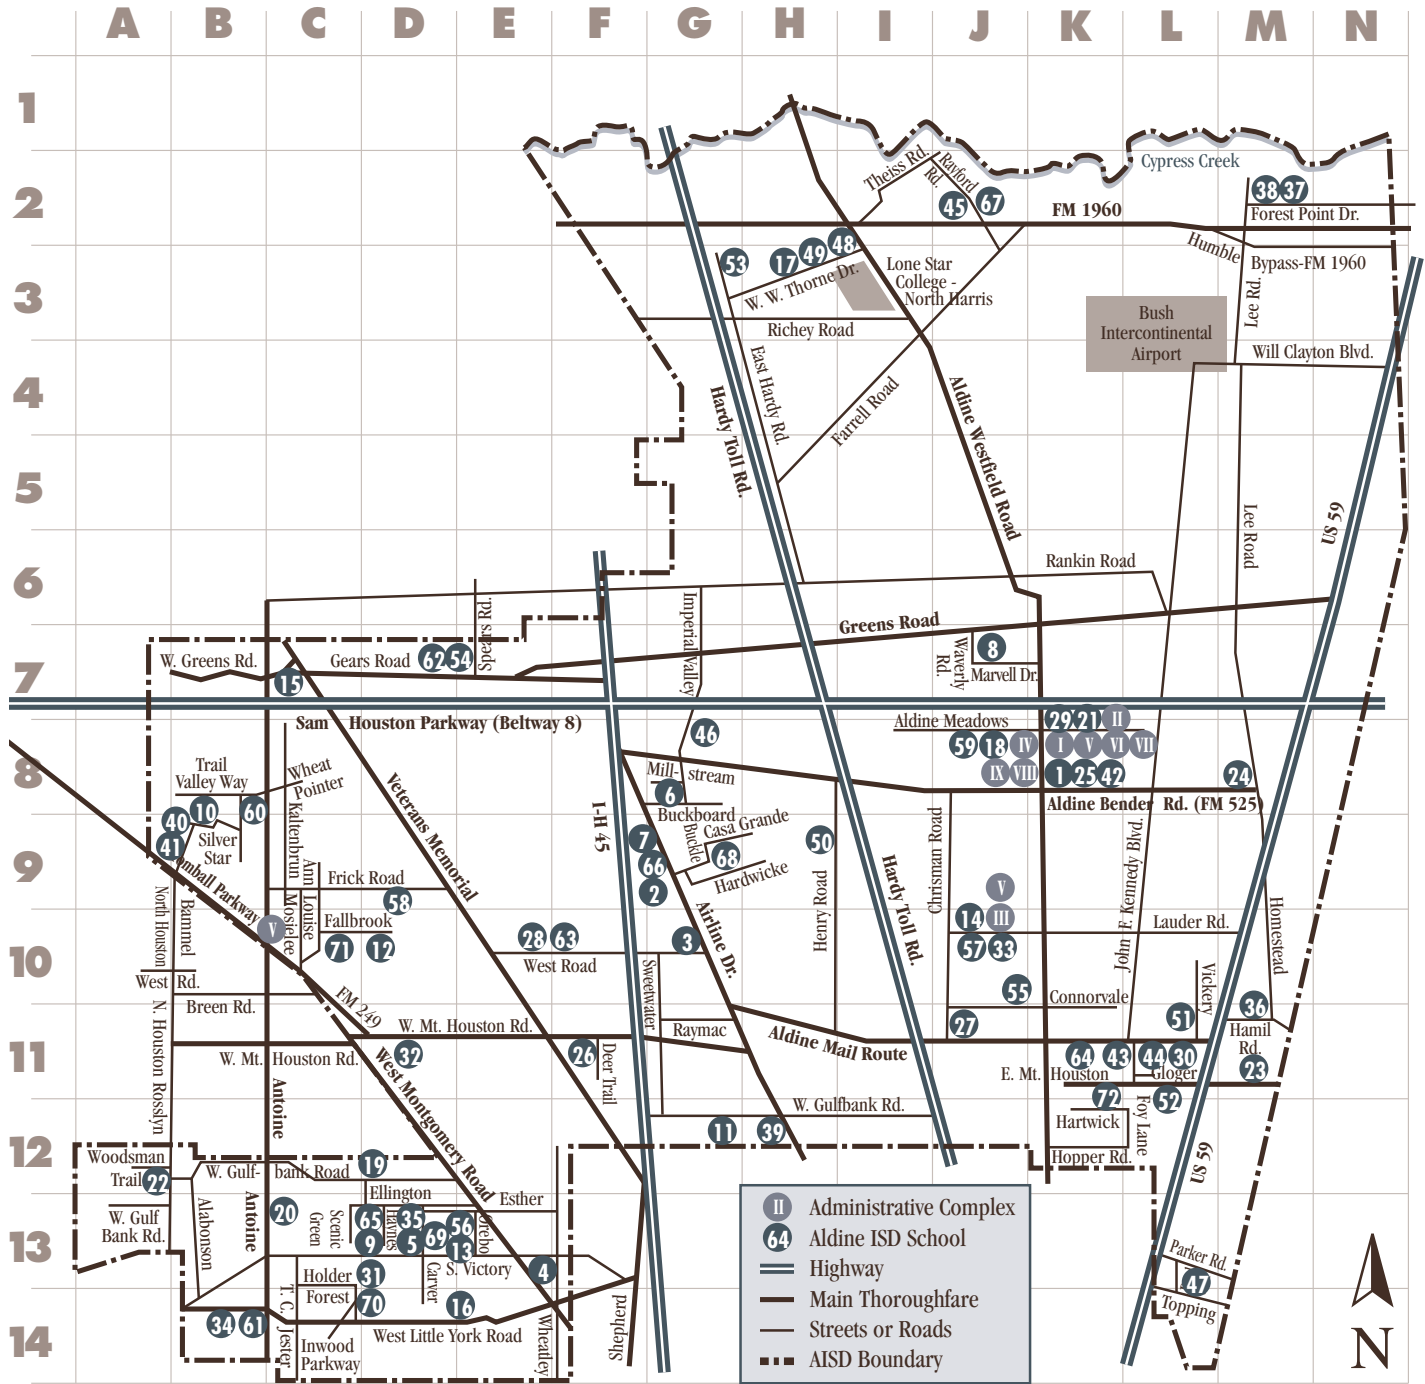 A B C D E F G H I J K L M N
1
Cypress Creek
Theiss Rd.
Rayford
Rd.
2
45
67
38
37
FM 1960
Forest Point Dr.
Humble
Bypass-FM 1960
53
17
49
48
W. W. Thorne Dr.
Lone Star
College -
North Harris
3
Richey Road
Bush
Intercontinental
Airport
Lee Rd.
Will Clayton Blvd.
4
East Hardy Rd.
Hardy Toll Rd.
Farrell Road
Aldine Westfield Road
5
Lee Road
US 59
6
Rankin Road
Spears Rd.
Imperial Valley
Greens Road
7
W. Greens Rd.
Gears Road
62
54
15
Waverly
Rd.
8
Marvell Dr.
Sam Houston Parkway (Beltway 8)
Aldine Meadows
29
21
II
46
59
18
IV
I
V
VI
VII
8
Trail
Valley Way
Wheat
Pointer
Mill-
stream
IX
VIII
1
25
42
24
Aldine Bender Rd. (FM 525)
40
10
60
6
Buckboard
Kaltenbrun
Veterans Memorial
I-H 45
41
Silver
Star
7
Buckle
Casa Grande
50
66
68
Hardwicke
2
9
Tomball Parkway
Ann
Louise
Mosielee
Frick Road
58
Airline Dr.
Henry Road
Hardy Toll Rd.
Chrisman Road
V
John F. Kennedy Blvd.
North Houston
Bammel
V
Fallbrook
71
12
28
63
3
14
III
57
33
Lauder Rd.
Homestead
10
West Rd.
West Road
Sweetwater
Breen Rd.
FM 249
55
Connorvale
Vickery
51
36
27
Hamil
Rd.
W. Mt. Houston Rd.
Raymac
Aldine Mail Route
11
N. Houston Rosslyn
W. Mt. Houston Rd.
32
26
Deer Trail
64
43
44
30
23
E. Mt. Houston
Gloger
Antoine
West Montgomery Road
W. Gulfbank Rd.
72
52
Hartwick
Foy Lane
11
39
12
Woodsman
Trail
22
W. Gulf-
bank Road
19
Hopper Rd.
US 59
Ellington
Esther
W. Gulf
Bank Rd.
Alabonson
Antoine
20
Scenic
Green
65
Haynes
35
69
56
Orebo
9
5
13
13
S. Victory
4
Holder
31
Carver
Forest
70
16
Parker Rd.
47
Topping
34
61
T. C. Jester
West Little York Road
Inwood
Parkway
Wheatley
Shepherd
14
II Administrative Complex
64 Aldine ISD School
Highway
Main Thoroughfare
Streets or Roads
AISD Boundary
N